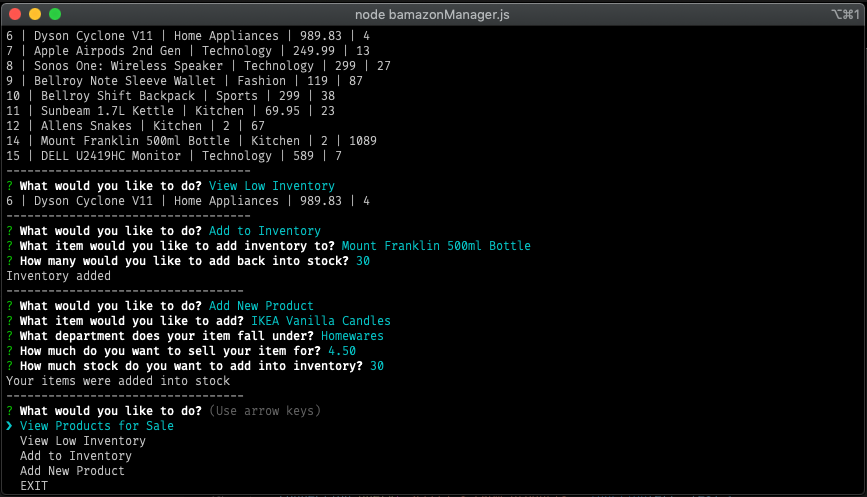 node bamazonManager.js
⌥⌘1
6 | Dyson Cyclone V11 | Home Appliances | 989.83 | 4
7 | Apple Airpods 2nd Gen | Technology | 249.99 | 13
8 | Sonos One: Wireless Speaker | Technology | 299 | 27
9 | Bellroy Note Sleeve Wallet | Fashion | 119 | 87
10 | Bellroy Shift Backpack | Sports | 299 | 38
11 | Sunbeam 1.7L Kettle | Kitchen | 69.95 | 23
12 | Allens Snakes | Kitchen | 2 | 67
14 | Mount Franklin 500ml Bottle | Kitchen | 2 | 1089
15 | DELL U2419HC Monitor | Technology | 589 | 7
-----------------------------------
? What would you like to do? View Low Inventory
6 | Dyson Cyclone V11 | Home Appliances | 989.83 | 4
-----------------------------------
? What would you like to do? Add to Inventory
? What item would you like to add inventory to? Mount Franklin 500ml Bottle
? How many would you like to add back into stock? 30
Inventory added
----------------------------------
? What would you like to do? Add New Product
? What item would you like to add? IKEA Vanilla Candles
? What department does your item fall under? Homewares
? How much do you want to sell your item for? 4.50
? How much stock do you want to add into inventory? 30
Your items were added into stock
----------------------------------
? What would you like to do? (Use arrow keys)
❯ View Products for Sale
View Low Inventory
Add to Inventory
Add New Product
EXIT